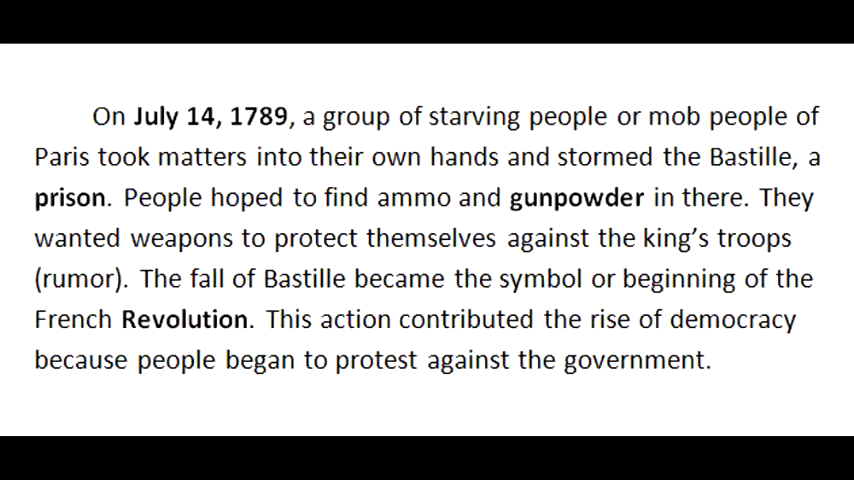 On July 14, 1789, a group of starving people or mob people of
Paris took matters into their own hands and stormed the Bastille, a
prison. People hoped to find ammo and gunpowder in there. They
wanted weapons to protect themselves against the king’s troops
(rumor). The fall of Bastille became the symbol or beginning of the
French Revolution. This action contributed the rise of democracy
because people began to protest against the government.